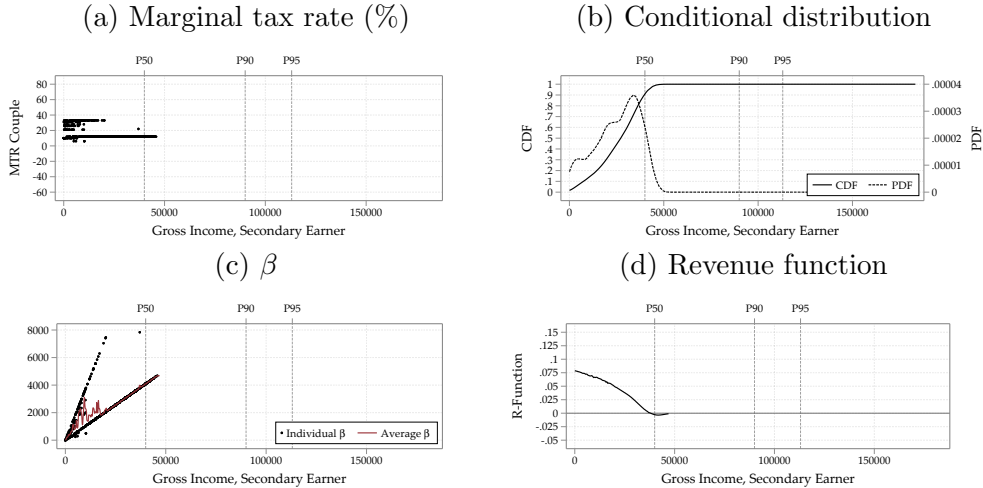 (a) Marginal tax rate (%)
P50 P90 P95
MTR Couple
80
60
40
20
0
-20
-40
-60
0 50000 100000 150000
Gross Income, Secondary Earner
(b) Conditional distribution
P50 P90 P95
CDF
1
.9
.8
.7
.6
.5
.4
.3
.2
.1
0
.00004
.00003
.00002
.00001
0
PDF
CDF PDF
0 50000 100000 150000
Gross Income, Secondary Earner
(c) β
P50 P90 P95
8000
6000
4000
2000
0
Individual β Average β
0 50000 100000 150000
Gross Income, Secondary Earner
(d) Revenue function
P50 P90 P95
R-Function
.15
.125
.1
.075
.05
.025
0
-.025
-.05
0 50000 100000 150000
Gross Income, Secondary Earner